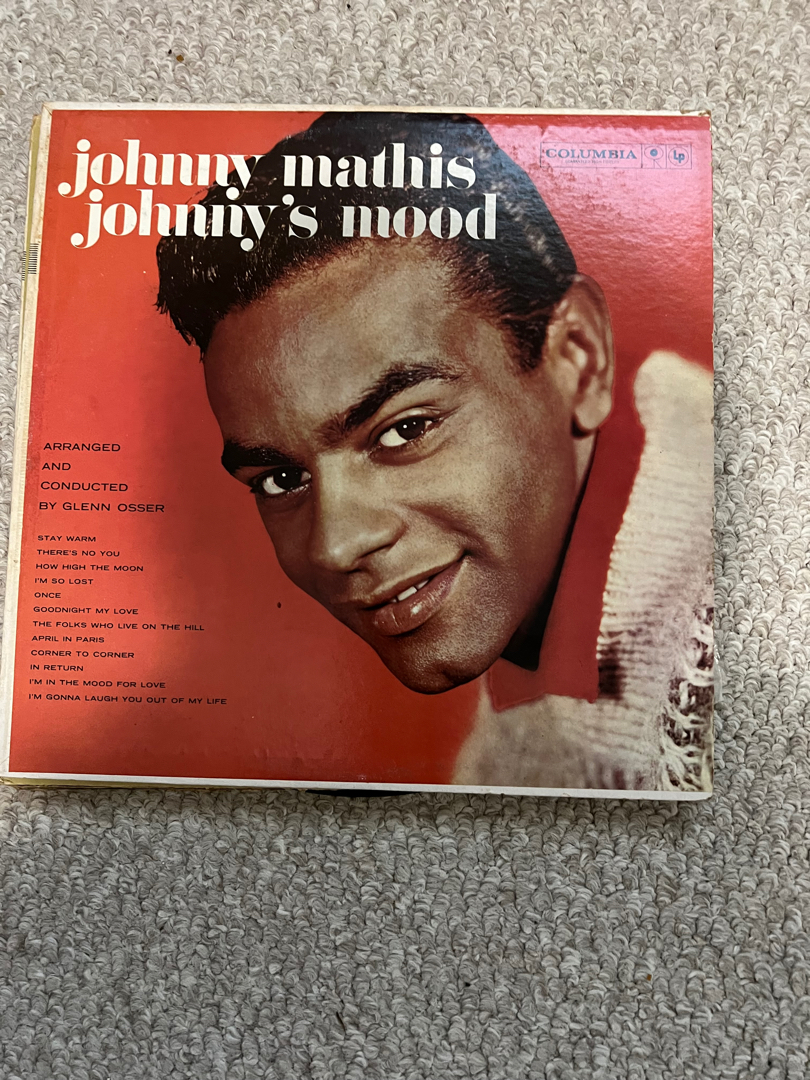 johnny mathis
johnny's mood
COLUMBIA
Lp
ARRANGED
AND
CONDUCTED
BY GLENN OSSER
STAY WARM
THERE'S NO YOU
HOW HIGH THE MOON
I'M SO LOST
ONCE
GOODNIGHT MY LOVE
THE FOLKS WHO LIVE ON THE HILL
APRIL IN PARIS
CORNER TO CORNER
IN RETURN
I'M IN THE MOOD FOR LOVE
I'M GONNA LAUGH YOU OUT OF MY LIFE